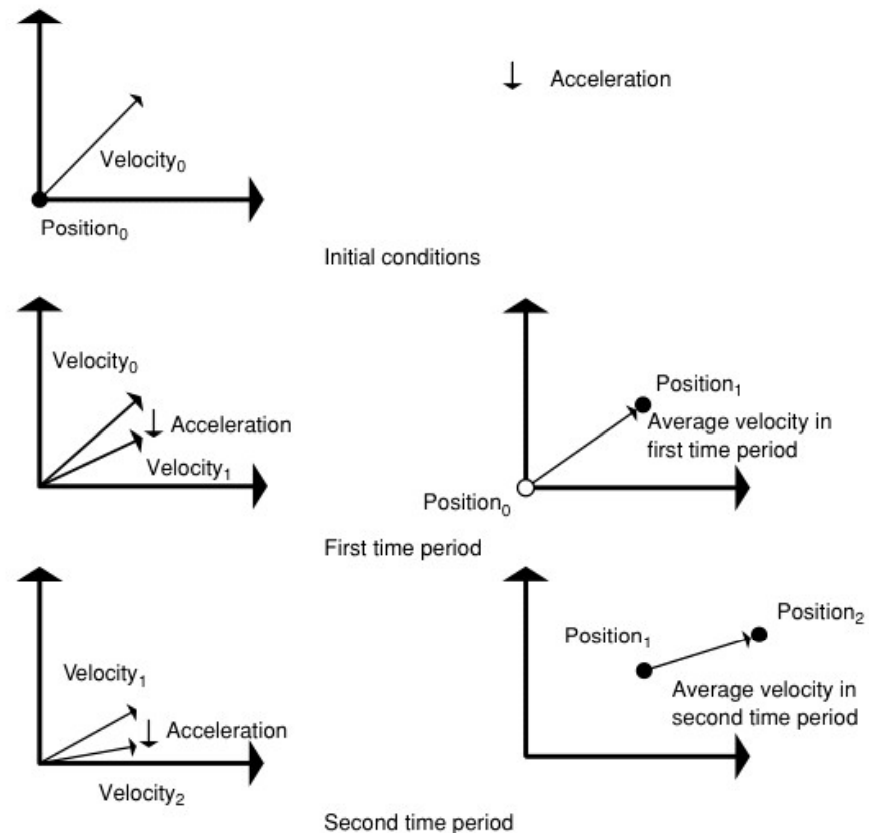 Acceleration
Velocity₀
Position₀
Initial conditions
Velocity₀
Acceleration
Velocity₁
Position₁
Average velocity in
first time period
Position₀
First time period
Velocity₁
Acceleration
Velocity₂
Position₂
Position₁
Average velocity in
second time period
Second time period